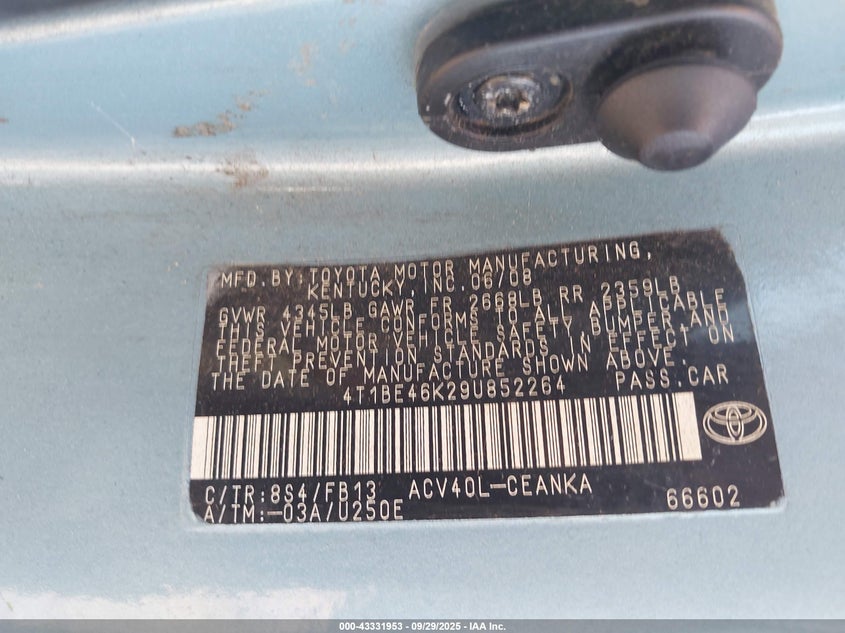 MFD.BY:TOYOTA MOTOR MANUFACTURING,
KENTUCKY, INC.06/08
GVWR 4345LB GAWR FR 2668LB RR 2359LB
THIS VEHICLE CONFORMS TO ALL APPLICABLE
FEDERAL MOTOR VEHICLE SAFETY, BUMPER,AND
THEFT PREVENTION STANDARDS IN EFFECT ON
THE DATE OF MANUFACTURE SHOWN ABOVE.
4T1BE46K29U852264 PASS.CAR
C/TR:8S4/FB13 ACV40L-CEANKA
A/TM:-03A/U250E 66602
000-43331953 - 09/29/2025 - IAA Inc.